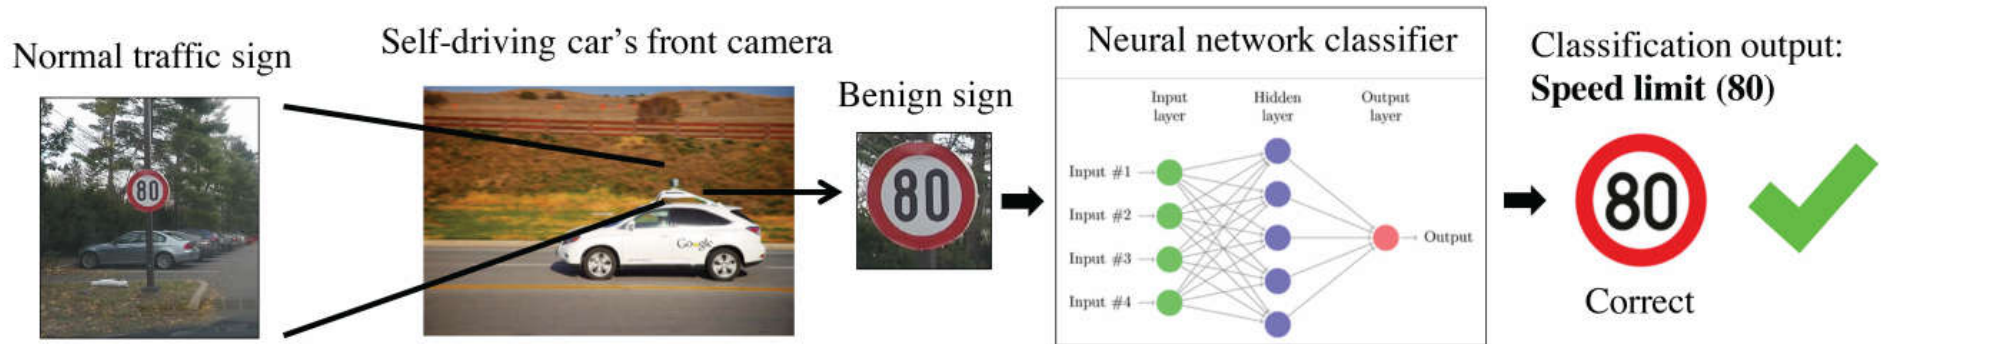 Normal traffic sign
80
Self-driving car's front camera
Google
Benign sign
80
Neural network classifier
Input
layer
Hidden
layer
Output
layer
Input #1
Input #2
Input #3
Input #4
Output
Classification output:
Speed limit (80)
80
Correct